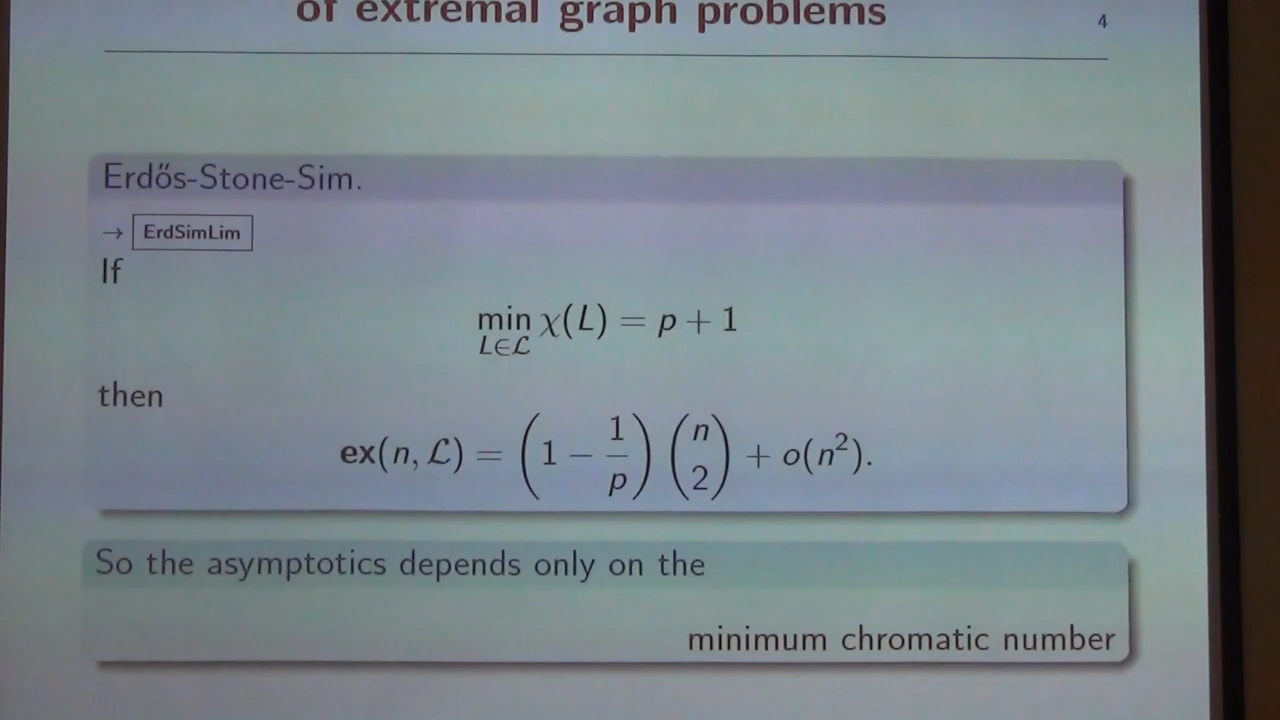 of extremal graph problems
4
Erdős-Stone-Sim.
→ ErdSimLim
If
min χ(L) = p + 1
L∈ℒ
then
ex(n, ℒ) = (1 − 1/p) (n 2) + o(n²).
So the asymptotics depends only on the
minimum chromatic number